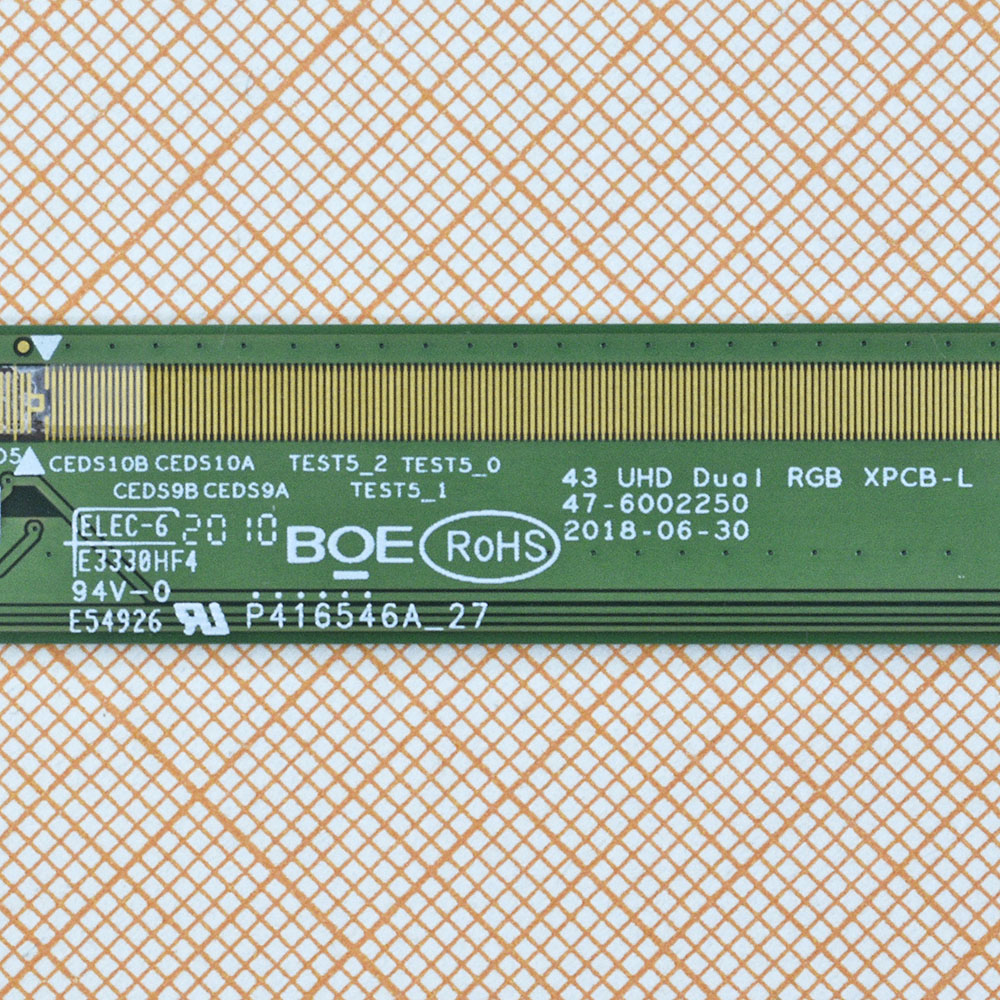 D5
CEDS10B CEDS10A TEST5_2 TEST5_0
CEDS9B CEDS9A TEST5_1
43 UHD Dual RGB XPCB-L
47-6002250
2018-06-30
ELEC-6 2010
E3330HF4
94V-0
E54926
BOE
RoHS
P416546A_27